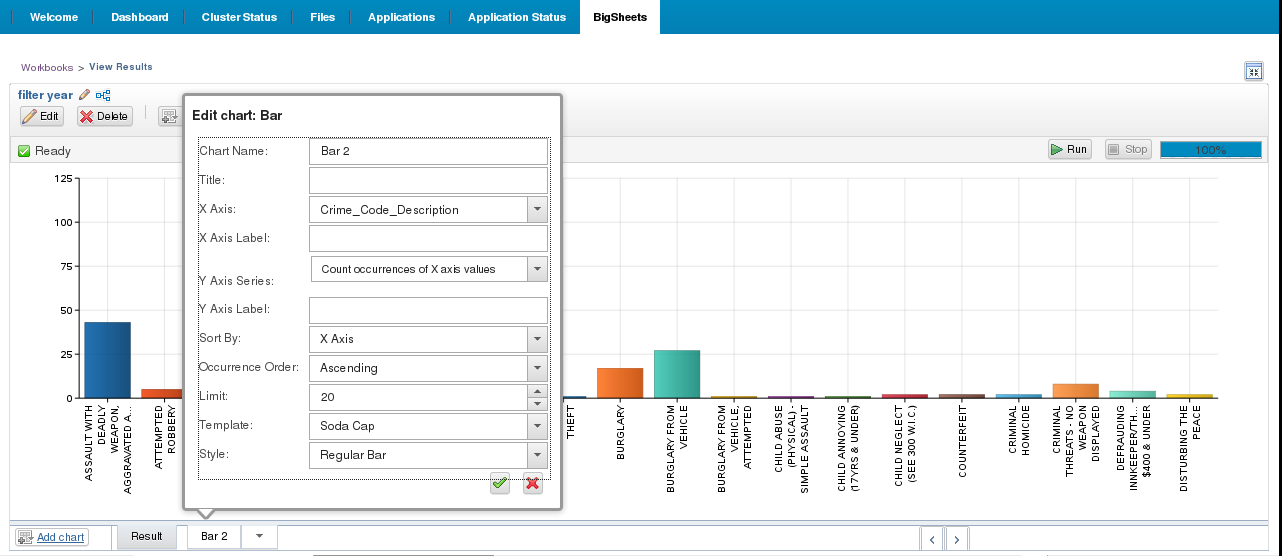 Welcome Dashboard Cluster Status Files Applications Application Status BigSheets
Workbooks > View Results
filter year
Edit Delete
Ready Run Stop 100%
Edit chart: Bar
Chart Name: Bar 2
Title:
X Axis: Crime_Code_Description
X Axis Label:
Y Axis Series: Count occurrences of X axis values
Y Axis Label:
Sort By: X Axis
Occurrence Order: Ascending
Limit: 20
Template: Soda Cap
Style: Regular Bar
125
100
75
50
25
0
ASSAULT WITH
DEADLY
WEAPON,
AGGRAVATED A...
ATTEMPTED
ROBBERY
THEFT
BURGLARY
BURGLARY FROM
VEHICLE
BURGLARY FROM
VEHICLE,
ATTEMPTED
CHILD ABUSE
(PHYSICAL) -
SIMPLE ASSAULT
CHILD ANNOYING
(17YRS & UNDER)
CHILD NEGLECT
(SEE 300 W.I.C.)
COUNTERFEIT
CRIMINAL
HOMICIDE
CRIMINAL
THREATS - NO
WEAPON
DISPLAYED
DEFRAUDING
INNKEEPER/TH...
$400 & UNDER
DISTURBING THE
PEACE
Add chart Result Bar 2